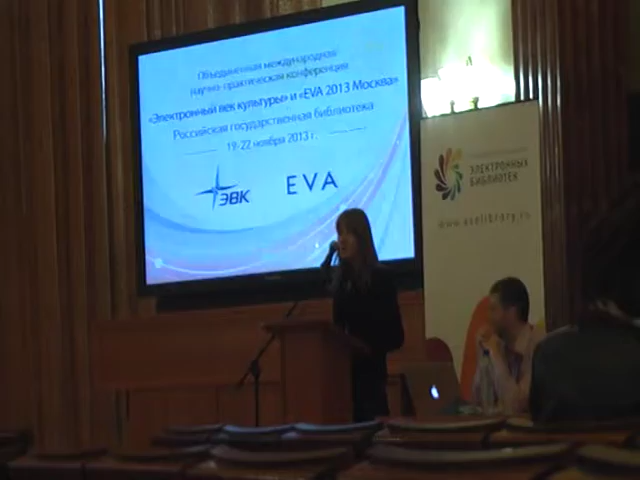 Объединенная международная
научно-практическая конференция
«Электронный век культуры» и «EVA 2013 Москва»
Российская государственная библиотека
19-22 ноября 2013 г.
ЭВК
EVA
ЭЛЕКТРОННЫХ
БИБЛИОТЕК
www.aselibrary.ru